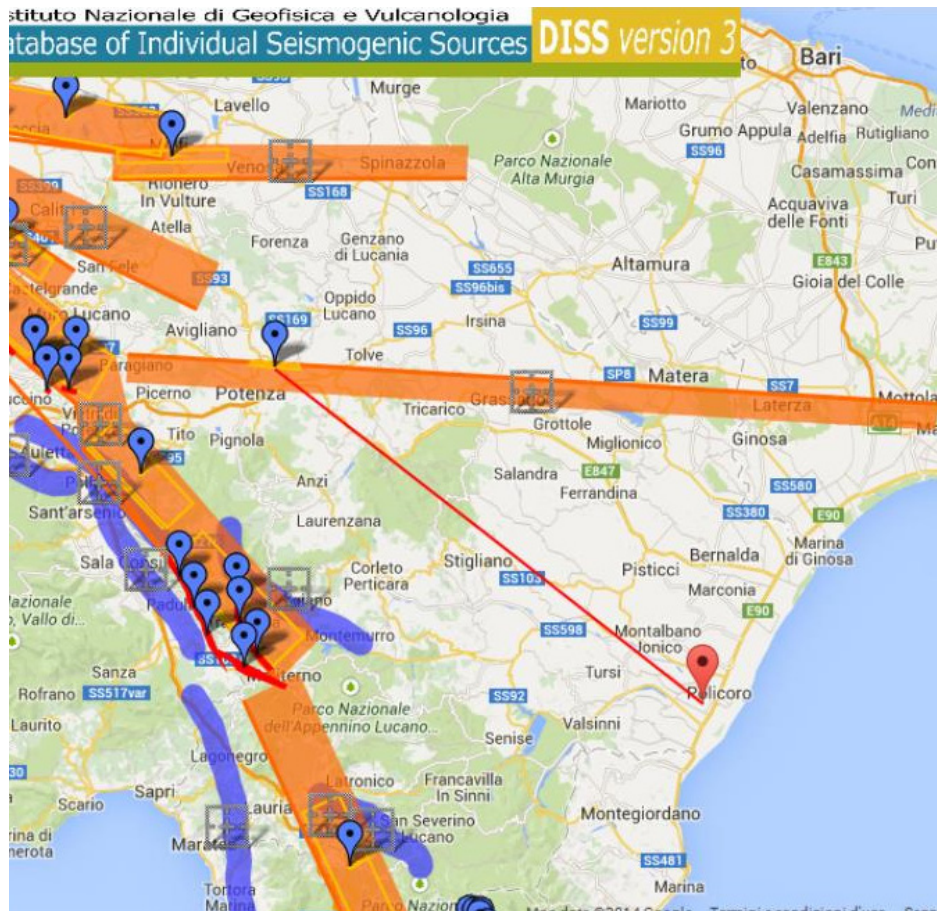 stituto Nazionale di Geofisica e Vulcanologia
atabase of Individual Seismogenic Sources DISS version 3
Bari
Murge
Lavello
Mariotto
Valenzano
Grumo Appula
Adelfia
Rutigliano
SS96
Casamassima
Parco Nazionale
Alta Murgia
Spinazzola
SS168
Rionero
In Vulture
Turi
Acquaviva
delle Fonti
Atella
Forenza
Genzano
di Lucania
SS655
SS96bis
Altamura
E843
Gioia del Colle
SS93
Oppido
Lucano
Irsina
Avigliano
SS169
SS96
SS99
Tolve
Paragiano
Picerno
Potenza
SP8
Matera
SS7
Laterza
Mottola
A14
Tricarico
Grottole
Ginosa
Miglionico
Tito
Pignola
Salandra
E847
Ferrandina
SS580
SS380
E90
Anzi
Sant'arsenio
Laurenzana
Marina
di Ginosa
Bernalda
Stigliano
Pisticci
Corleto
Perticara
SS103
Marconia
E90
SS598
Montalbano
Jonico
Montemurro
Tursi
Policoro
Sanza
Rofrano
SS517var
SS92
Parco Nazionale
dell'Appennino Lucano...
Valsinni
Laurito
Senise
Lagonegro
Latronico
Francavilla
In Sinni
Sapri
Scario
Lauria
San Severino
Lucano
Montegiordano
SS481
Tortora
Marina
Marina